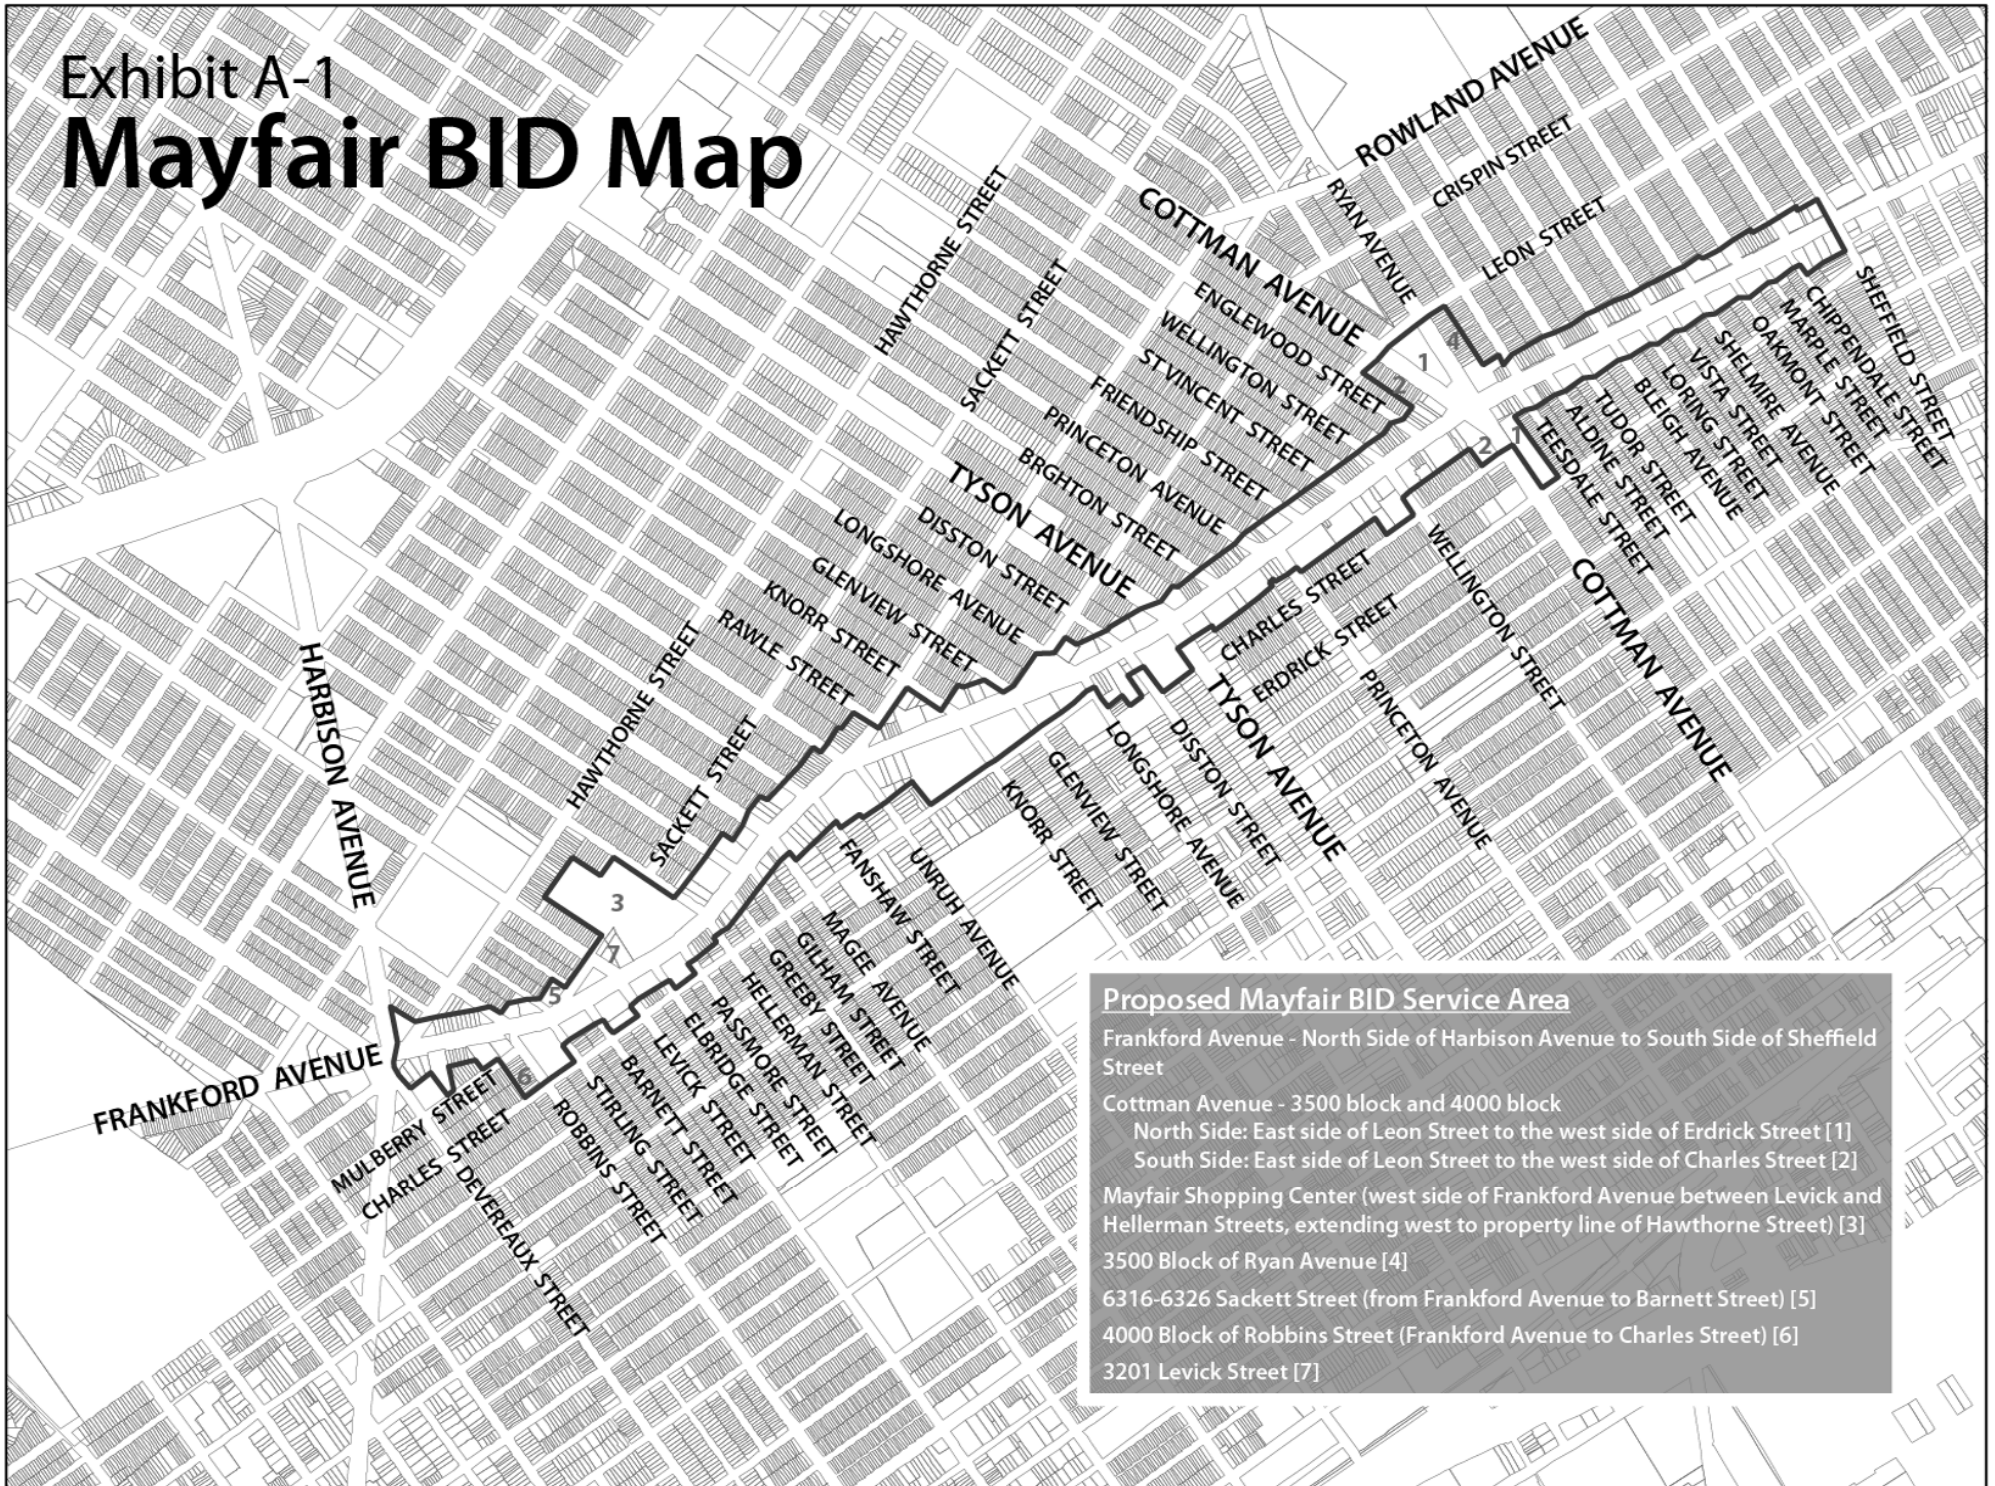 Exhibit A-1
Mayfair BID Map
ROWLAND AVENUE
CRISPIN STREET
LEON STREET
RYAN AVENUE
COTTMAN AVENUE
HAWTHORNE STREET
SACKETT STREET
ENGLEWOOD STREET
WELLINGTON STREET
ST VINCENT STREET
FRIENDSHIP STREET
PRINCETON AVENUE
BRGHTON STREET
TYSON AVENUE
DISSTON STREET
LONGSHORE AVENUE
GLENVIEW STREET
KNORR STREET
RAWLE STREET
HAWTHORNE STREET
SACKETT STREET
HARBISON AVENUE
FRANKFORD AVENUE
1
4
2
2
1
3
7
5
6
SHEFFIELD STREET
CHIPPENDALE STREET
MARPLE STREET
OAKMONT STREET
SHELMIRE AVENUE
VISTA STREET
LORING STREET
BLEIGH AVENUE
TUDOR STREET
ALDINE STREET
TEESDALE STREET
COTTMAN AVENUE
WELLINGTON STREET
CHARLES STREET
ERDRICK STREET
PRINCETON AVENUE
TYSON AVENUE
DISSTON STREET
LONGSHORE AVENUE
GLENVIEW STREET
KNORR STREET
UNRUH AVENUE
FANSHAW STREET
MAGEE AVENUE
GILHAM STREET
GREEBY STREET
HELLERMAN STREET
PASSMORE STREET
ELBRIDGE STREET
LEVICK STREET
BARNETT STREET
STIRLING STREET
ROBBINS STREET
MULBERRY STREET
CHARLES STREET
DEVEREAUX STREET
Proposed Mayfair BID Service Area
Frankford Avenue - North Side of Harbison Avenue to South Side of Sheffield
Street
Cottman Avenue - 3500 block and 4000 block
North Side: East side of Leon Street to the west side of Erdrick Street [1]
South Side: East side of Leon Street to the west side of Charles Street [2]
Mayfair Shopping Center (west side of Frankford Avenue between Levick and
Hellerman Streets, extending west to property line of Hawthorne Street) [3]
3500 Block of Ryan Avenue [4]
6316-6326 Sackett Street (from Frankford Avenue to Barnett Street) [5]
4000 Block of Robbins Street (Frankford Avenue to Charles Street) [6]
3201 Levick Street [7]